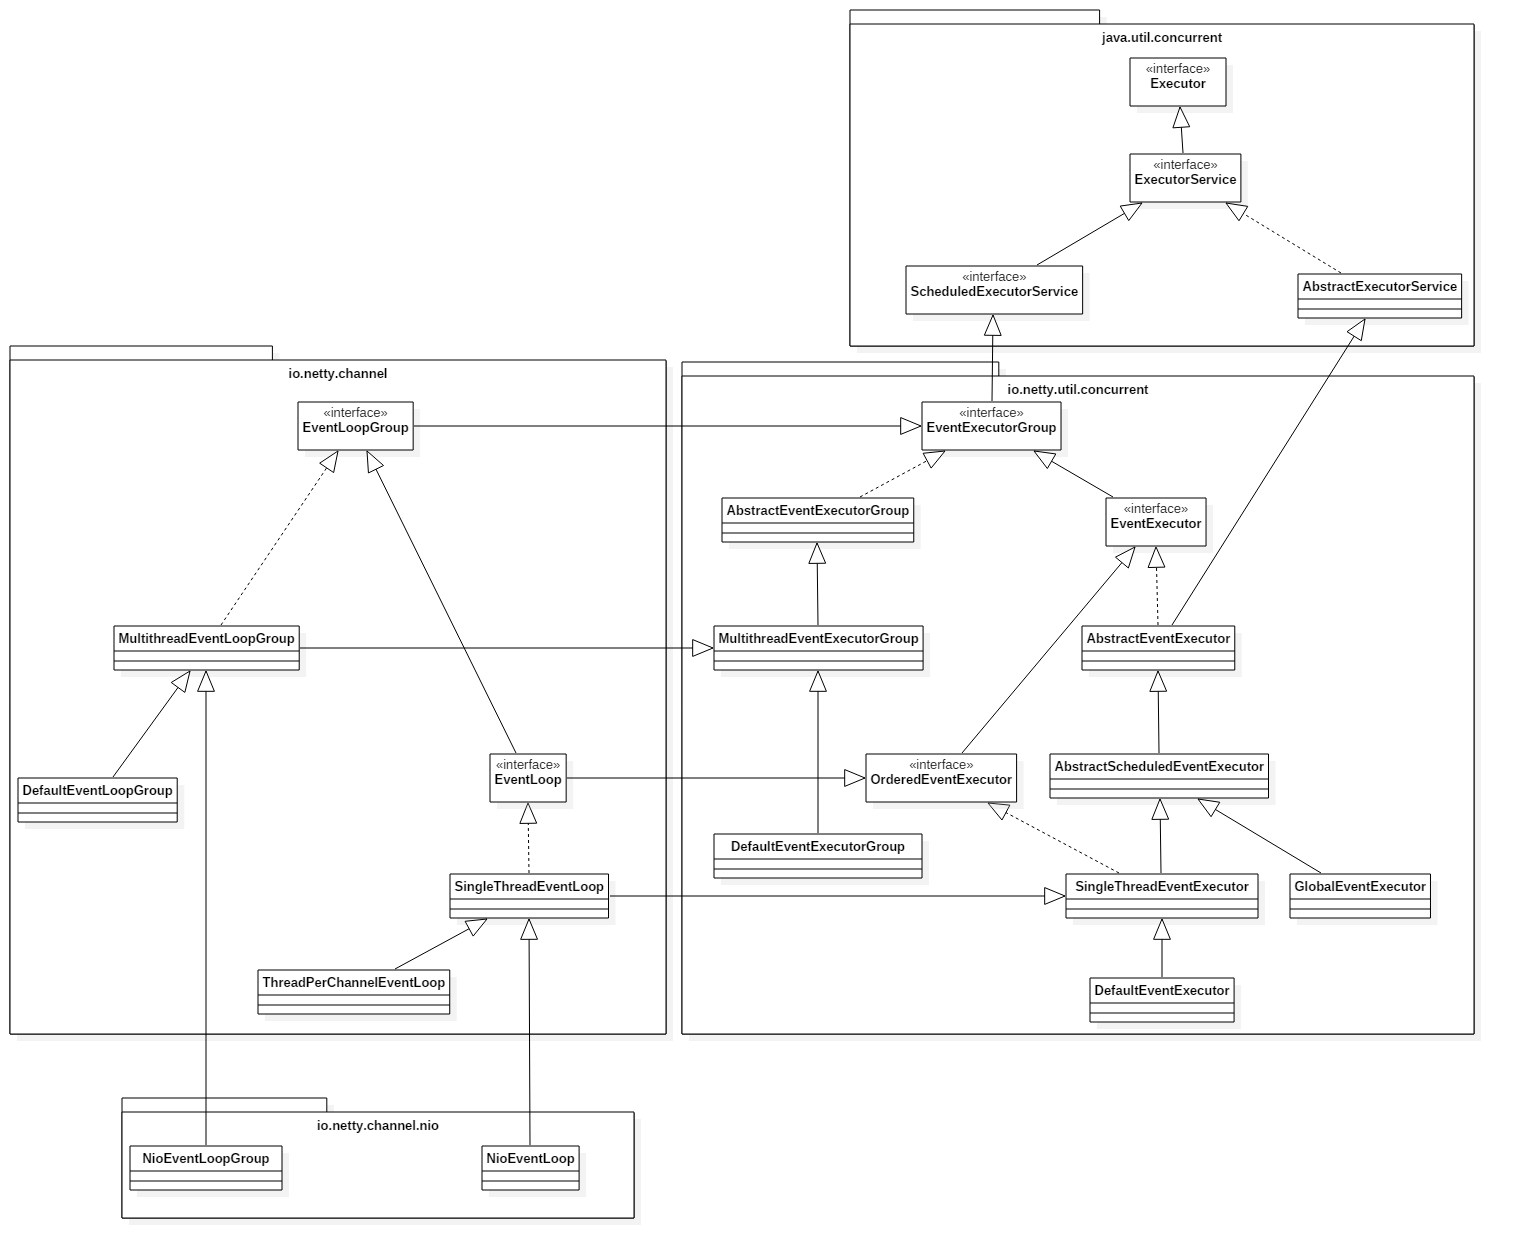 java.util.concurrent
«interface»
Executor
«interface»
ExecutorService
«interface»
ScheduledExecutorService
AbstractExecutorService
io.netty.channel
«interface»
EventLoopGroup
MultithreadEventLoopGroup
DefaultEventLoopGroup
«interface»
EventLoop
SingleThreadEventLoop
ThreadPerChannelEventLoop
io.netty.util.concurrent
«interface»
EventExecutorGroup
AbstractEventExecutorGroup
«interface»
EventExecutor
MultithreadEventExecutorGroup
AbstractEventExecutor
«interface»
OrderedEventExecutor
AbstractScheduledEventExecutor
DefaultEventExecutorGroup
SingleThreadEventExecutor
GlobalEventExecutor
DefaultEventExecutor
io.netty.channel.nio
NioEventLoopGroup
NioEventLoop